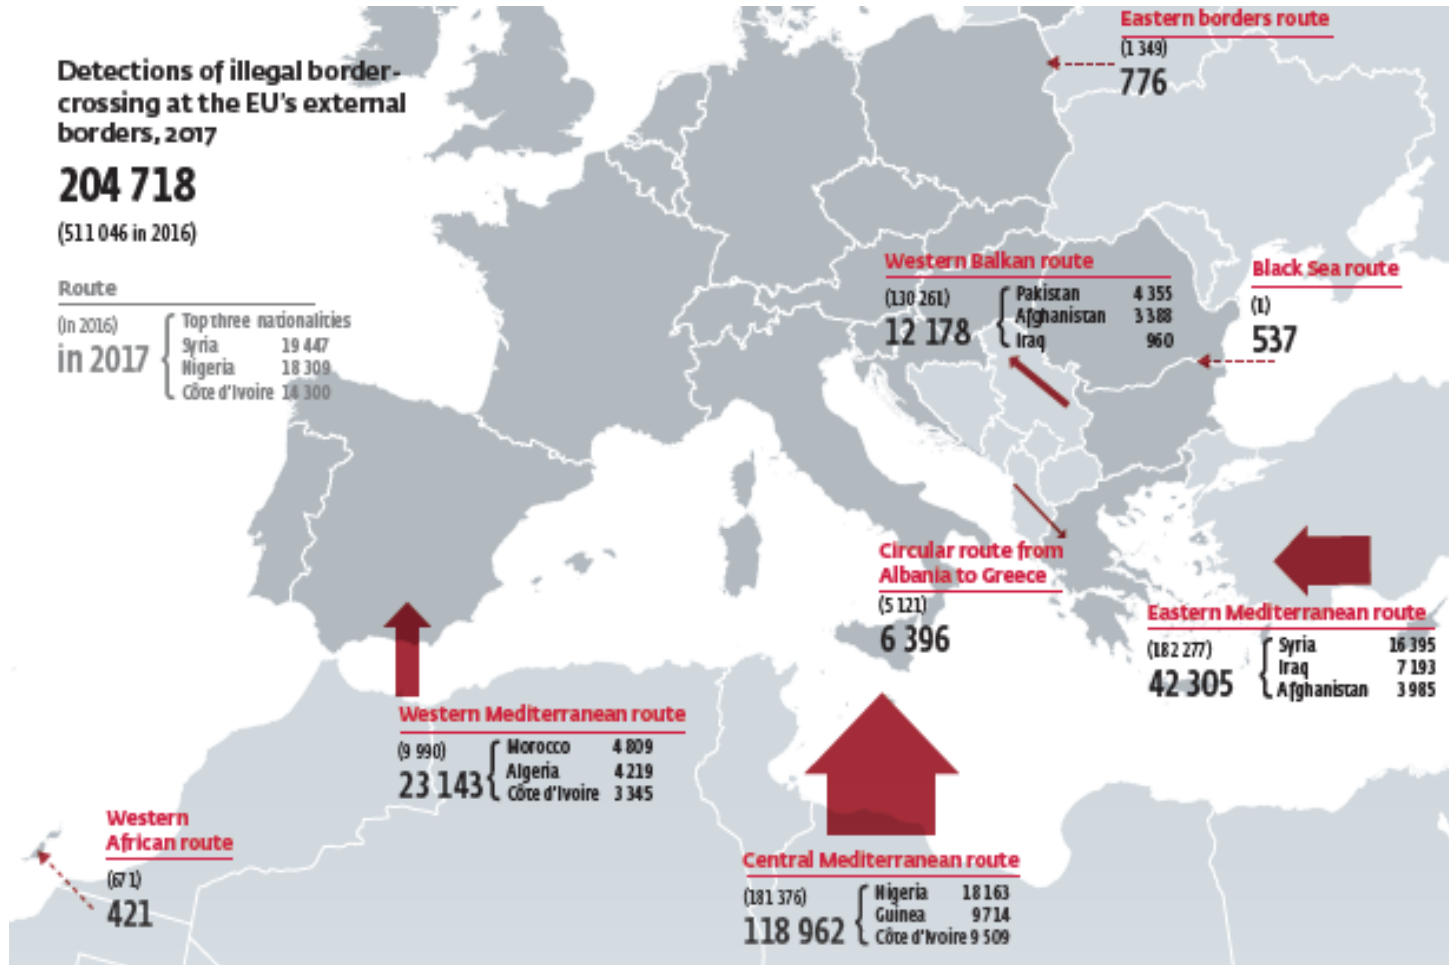 Detections of illegal border-
crossing at the EU's external
borders, 2017
204 718
(511 046 in 2016)
Route
(in 2016)
in 2017
Top three nationalities
Syria 19 447
Nigeria 18 309
Côte d'Ivoire 14 300
Eastern borders route
(1 349)
776
Western Balkan route
(130 261)
12 178
Pakistan 4 355
Afghanistan 3 388
Iraq 960
Black Sea route
(1)
537
Circular route from
Albania to Greece
(5 121)
6 396
Eastern Mediterranean route
(182 277)
42 305
Syria 16 395
Iraq 7 193
Afghanistan 3 985
Western Mediterranean route
(9 990)
23 143
Morocco 4 809
Algeria 4 219
Côte d'Ivoire 3 345
Western
African route
(671)
421
Central Mediterranean route
(181 376)
118 962
Nigeria 18 163
Guinea 9 714
Côte d'Ivoire 9 509